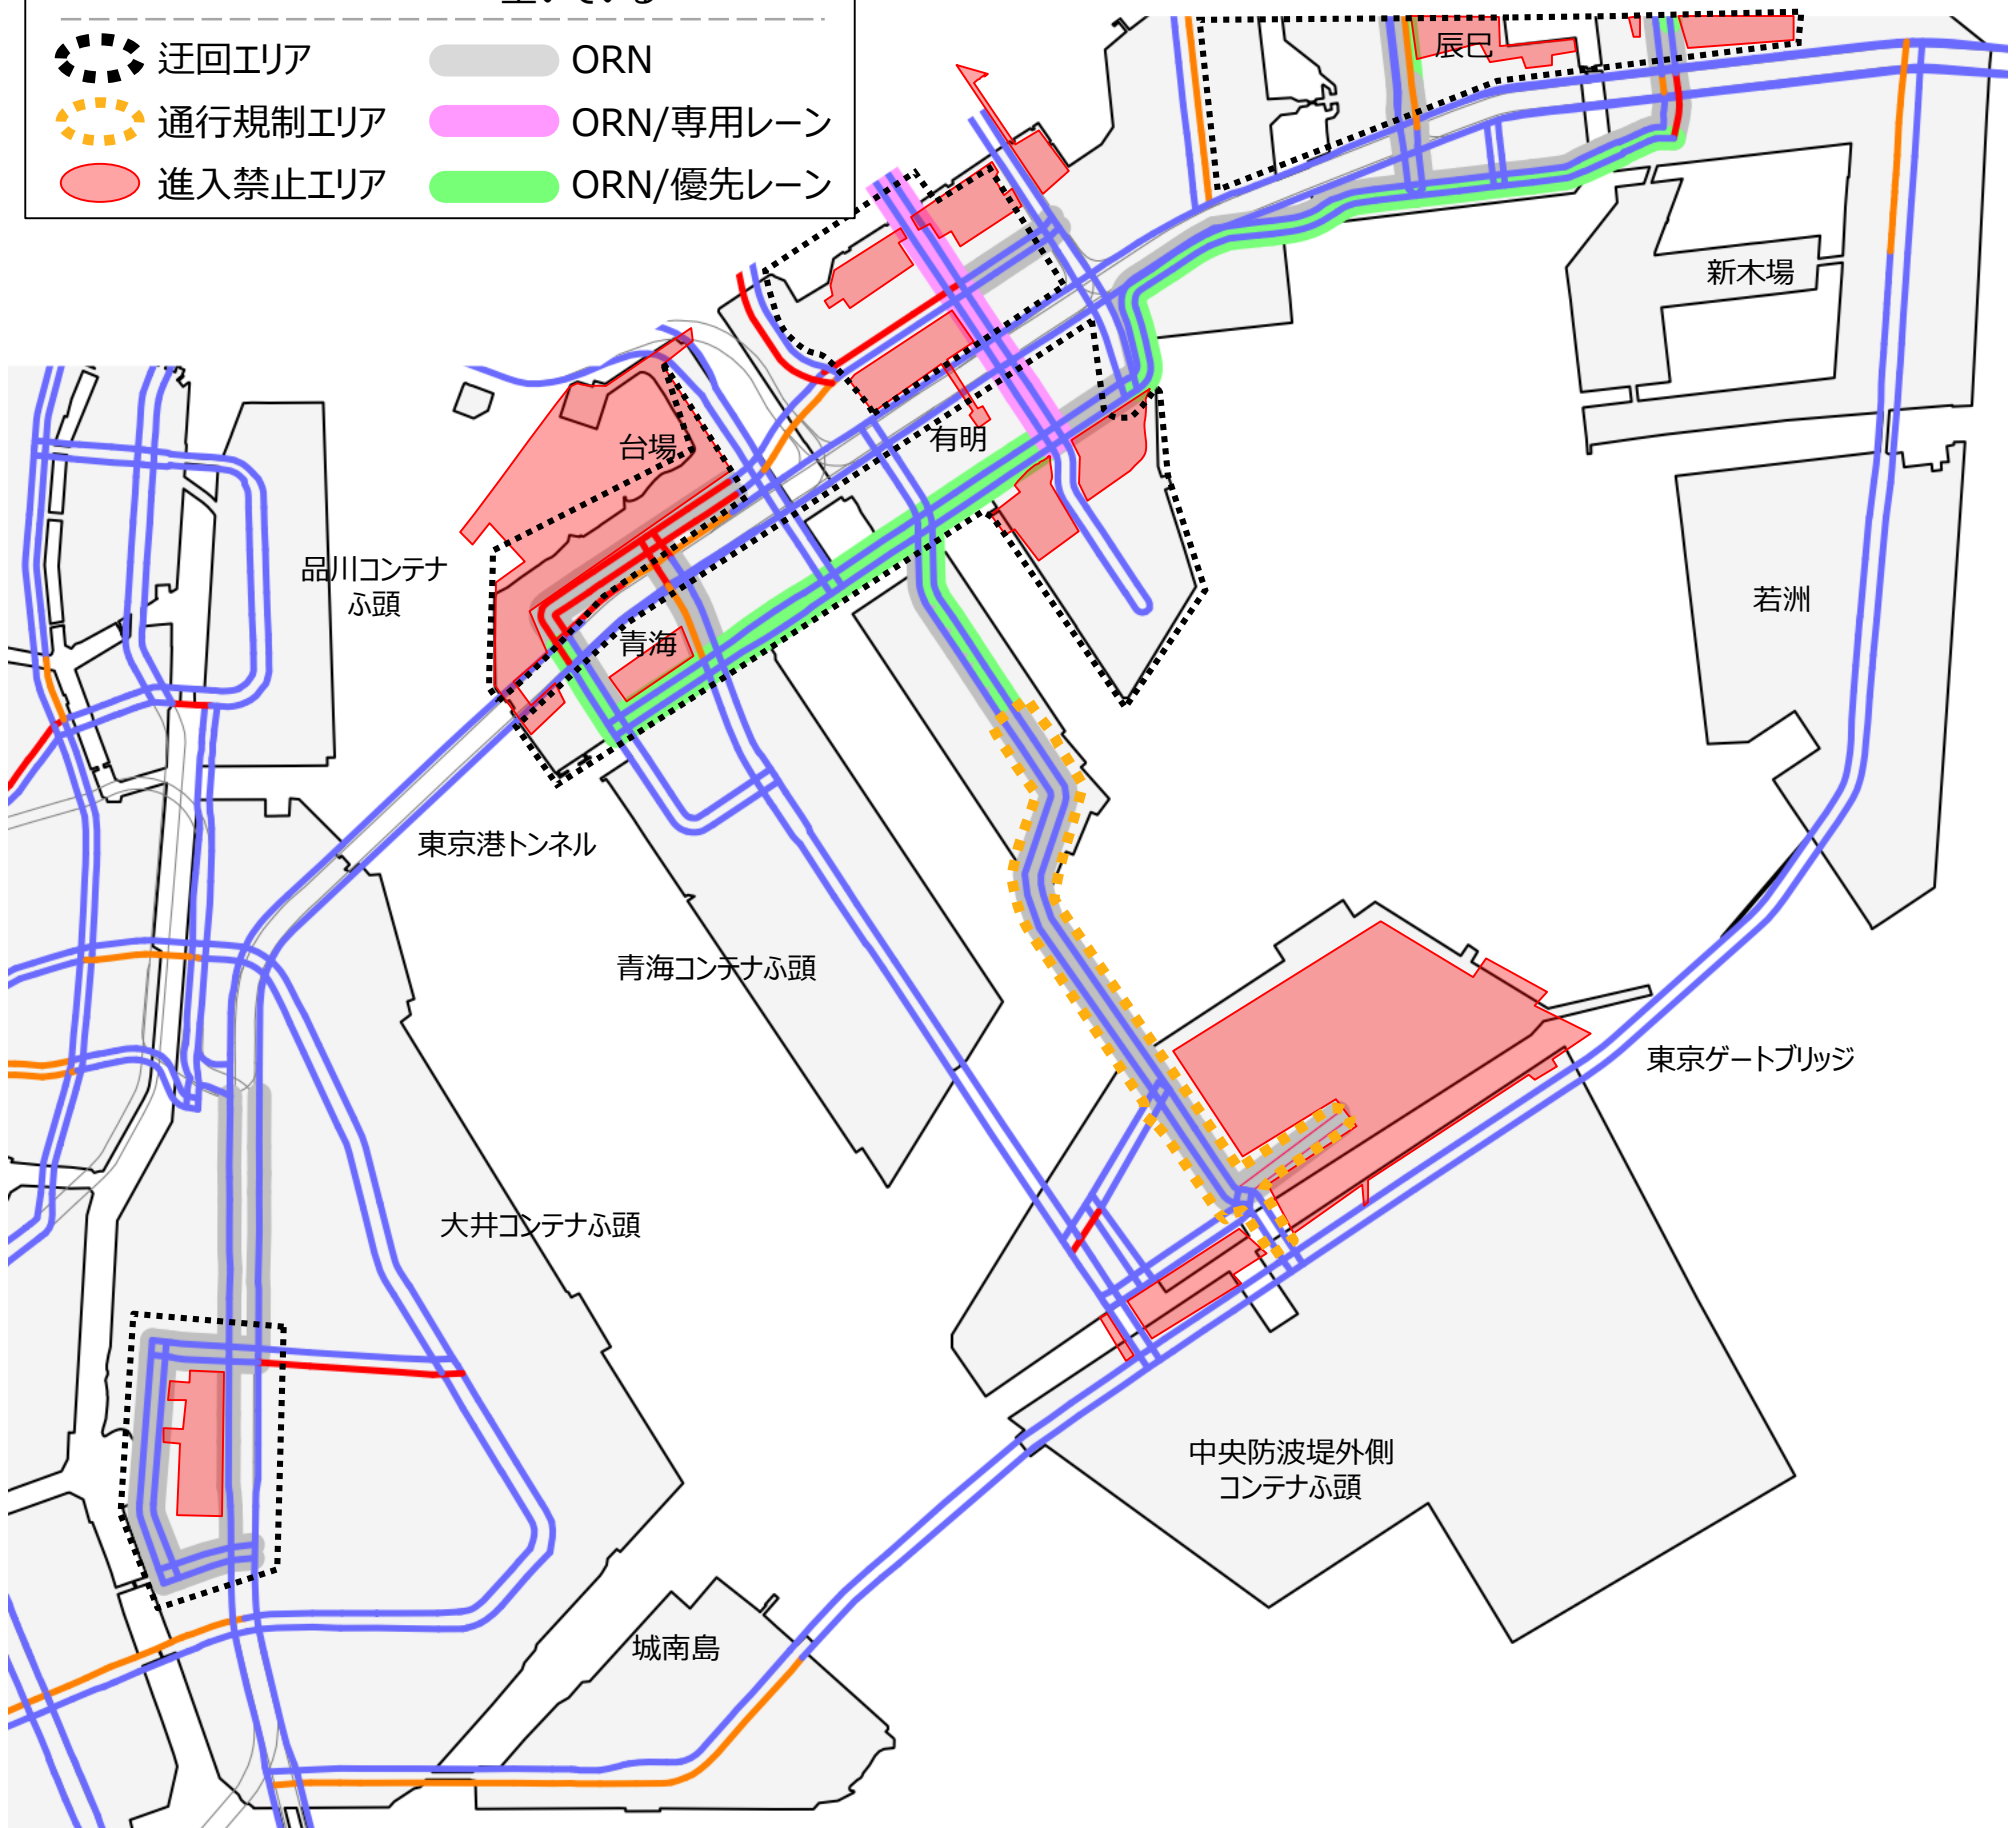 空いている
迂回エリア
ORN
通行規制エリア
ORN/専用レーン
進入禁止エリア
ORN/優先レーン
辰巳
新木場
台場
有明
品川コンテナ
ふ頭
若洲
青海
東京港トンネル
青海コンテナふ頭
東京ゲートブリッジ
大井コンテナふ頭
中央防波堤外側
コンテナふ頭
城南島